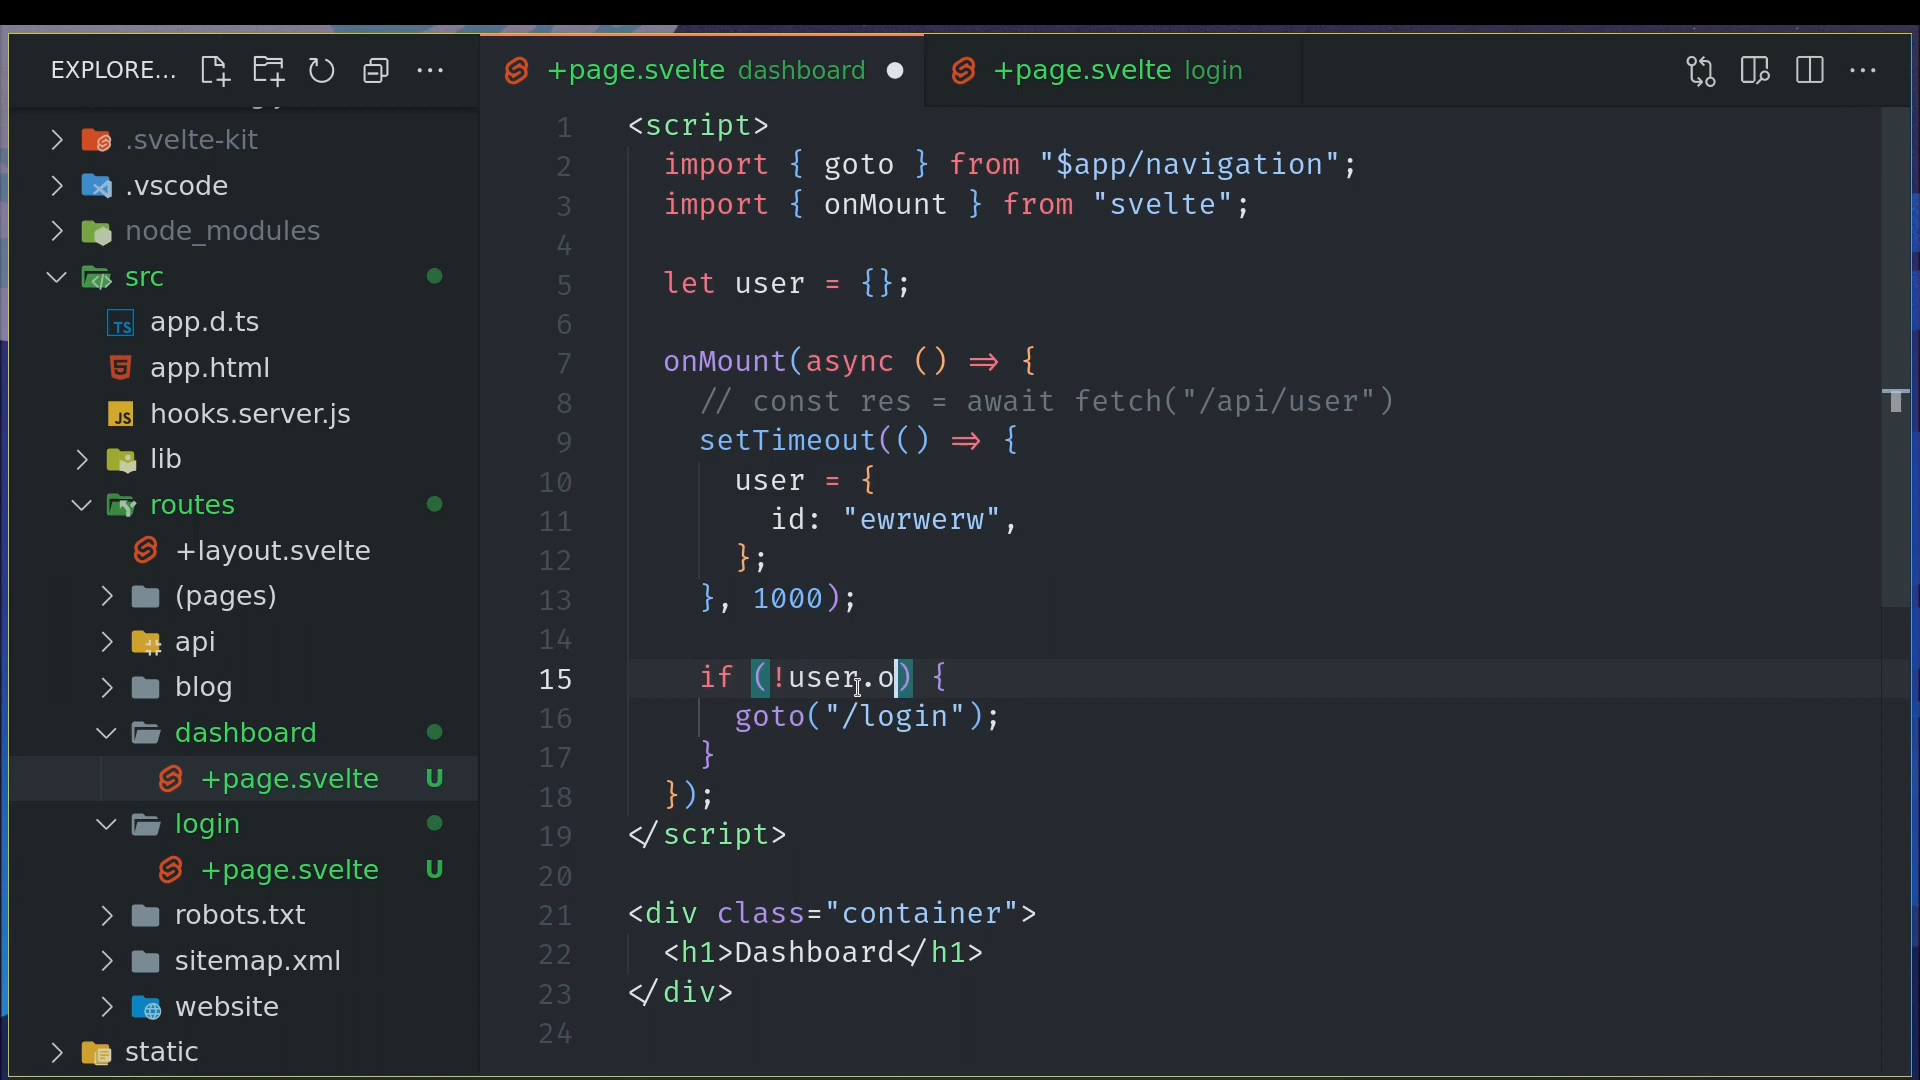 EXPLORE...
.svelte-kit
.vscode
node_modules
src
TS app.d.ts
app.html
JS hooks.server.js
lib
routes
+layout.svelte
(pages)
api
blog
dashboard
+page.svelte U
login
+page.svelte U
robots.txt
sitemap.xml
website
static
+page.svelte dashboard
+page.svelte login
1 <script>
2 import { goto } from "$app/navigation";
3 import { onMount } from "svelte";
4
5 let user = {};
6
7 onMount(async () => {
8 // const res = await fetch("/api/user")
9 setTimeout(() => {
10 user = {
11 id: "ewrwerw",
12 };
13 }, 1000);
14
15 if (!user.o) {
16 goto("/login");
17 }
18 });
19 </script>
20
21 <div class="container">
22 <h1>Dashboard</h1>
23 </div>
24